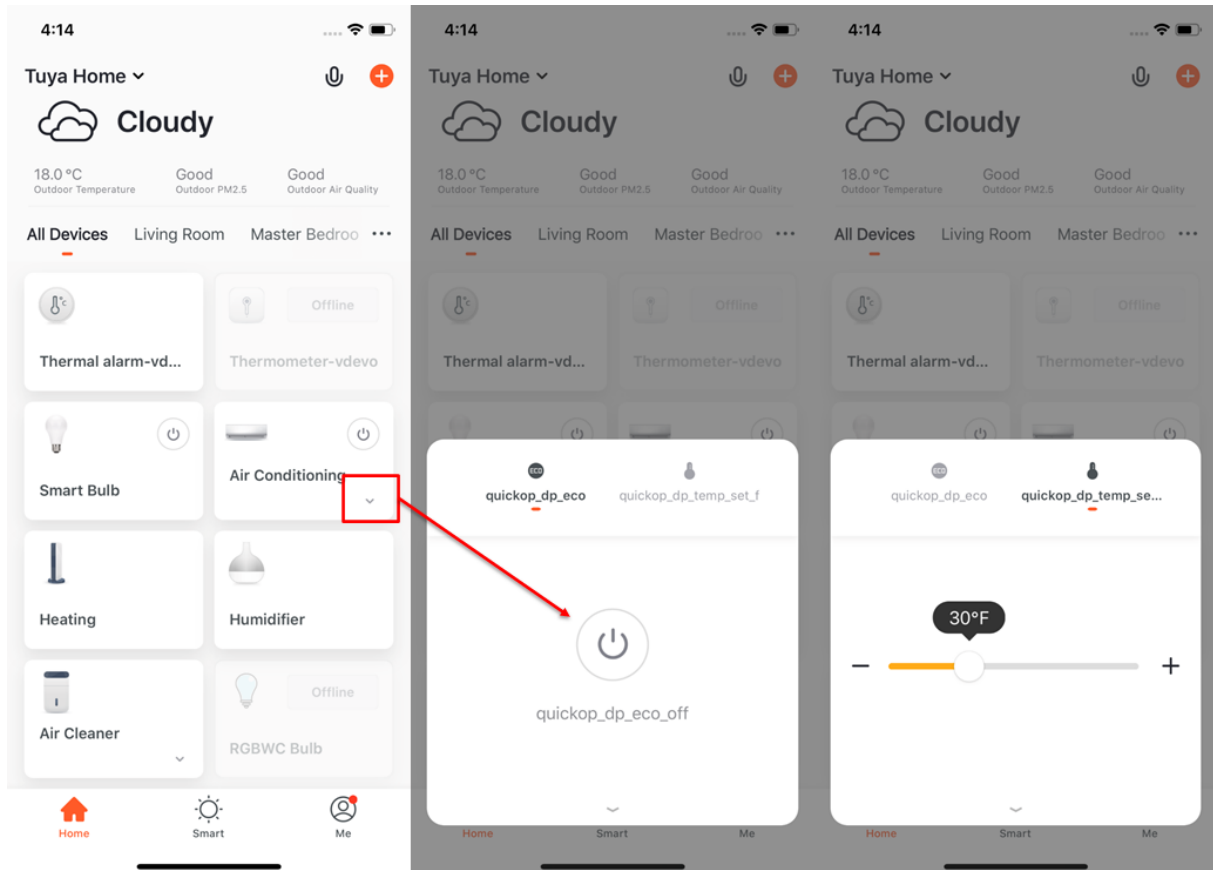 4:14
Tuya Home
Cloudy
18.0 °C Good Good
Outdoor Temperature Outdoor PM2.5 Outdoor Air Quality
All Devices Living Room Master Bedroo ...
Offline
Thermal alarm-vd... Thermometer-vdevo
Smart Bulb
Air Conditioning
Heating Humidifier
Offline
Air Cleaner
RGBWC Bulb
Home Smart Me
4:14
Tuya Home
Cloudy
18.0 °C Good Good
Outdoor Temperature Outdoor PM2.5 Outdoor Air Quality
All Devices Living Room Master Bedroo ...
Offline
Thermal alarm-vd... Thermometer-vdevo
ECO
quickop_dp_eco quickop_dp_temp_set_f
quickop_dp_eco_off
Home Smart Me
4:14
Tuya Home
Cloudy
18.0 °C Good Good
Outdoor Temperature Outdoor PM2.5 Outdoor Air Quality
All Devices Living Room Master Bedroo ...
Offline
Thermal alarm-vd... Thermometer-vdevo
ECO
quickop_dp_eco quickop_dp_temp_se...
30°F
Home Smart Me